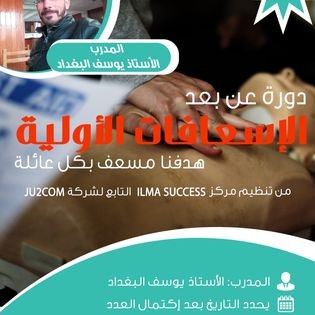 المدرب
الأستاذ يوسف البغداد
دورة عن بعد
الإسعافات الأولية
هدفنا مسعف بكل عائلة
من تنظيم مركز ILMA SUCCESS التابع لشركة JU2COM
المدرب: الأستاذ يوسف البغداد
يحدد التاريخ بعد إكتمال العدد